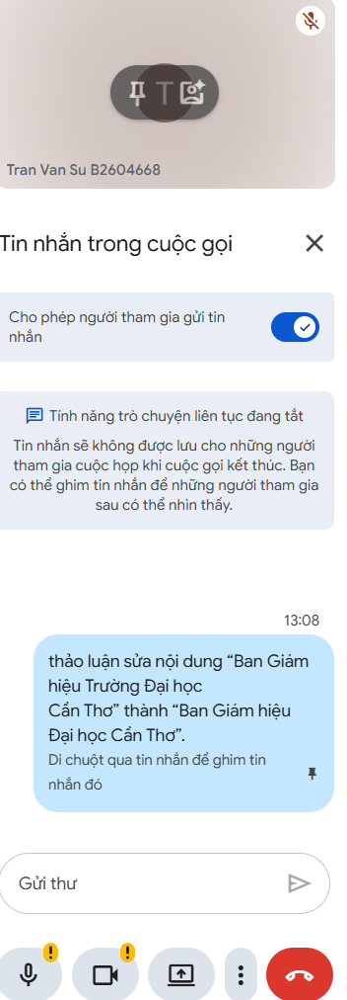 T
Tran Van Su B2604668
Tin nhắn trong cuộc gọi
Cho phép người tham gia gửi tin
nhắn
Tính năng trò chuyện liên tục đang tắt
Tin nhắn sẽ không được lưu cho những người
tham gia cuộc họp khi cuộc gọi kết thúc. Bạn
có thể ghim tin nhắn để những người tham gia
sau có thể nhìn thấy.
13:08
thảo luận sửa nội dung “Ban Giám
hiệu Trường Đại học
Cần Thơ” thành “Ban Giám hiệu
Đại học Cần Thơ”.
Di chuột qua tin nhắn để ghim tin
nhắn đó
Gửi thư